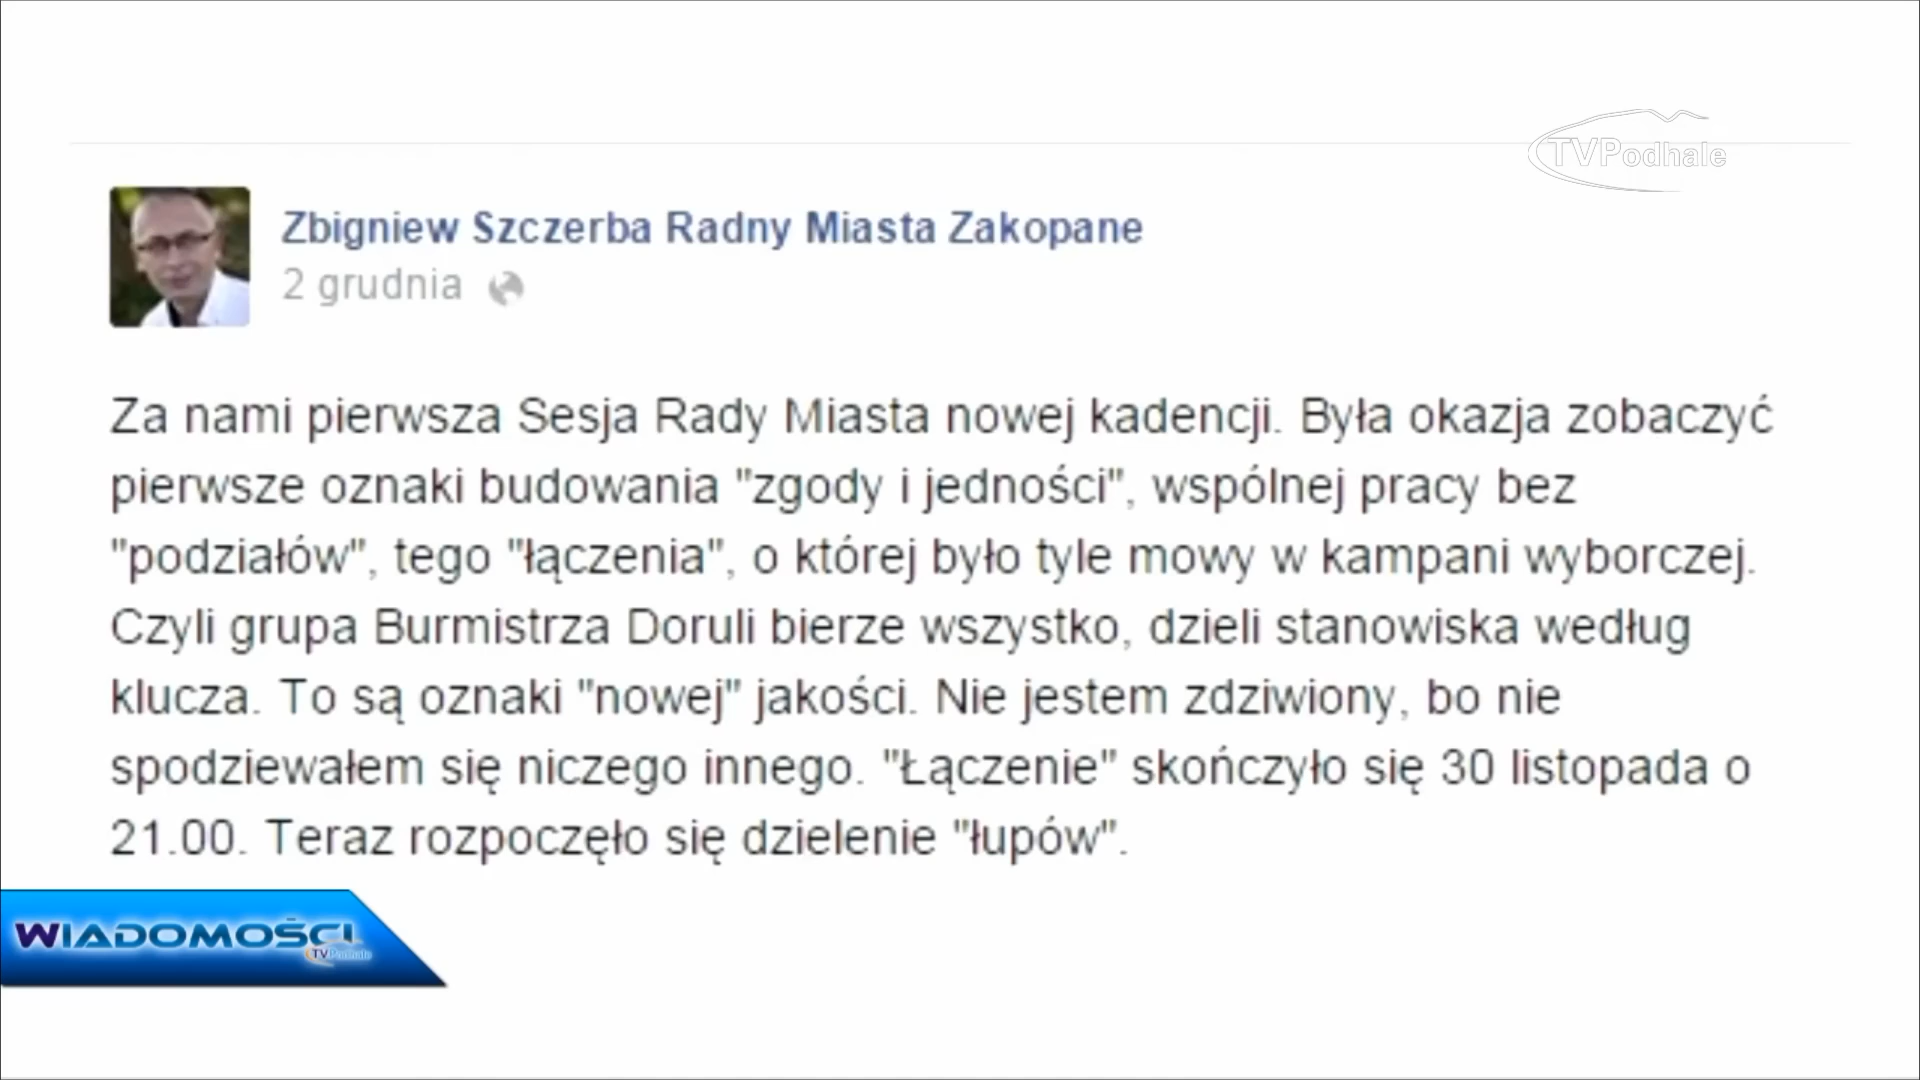 TVPodhale
Zbigniew Szczerba Radny Miasta Zakopane
2 grudnia
Za nami pierwsza Sesja Rady Miasta nowej kadencji. Była okazja zobaczyć
pierwsze oznaki budowania "zgody i jedności", wspólnej pracy bez
"podziałów", tego "łączenia", o której było tyle mowy w kampani wyborczej.
Czyli grupa Burmistrza Doruli bierze wszystko, dzieli stanowiska według
klucza. To są oznaki "nowej" jakości. Nie jestem zdziwiony, bo nie
spodziewałem się niczego innego. "Łączenie" skończyło się 30 listopada o
21.00. Teraz rozpoczęło się dzielenie "łupów".
WIADOMOŚCI
TVPodhale